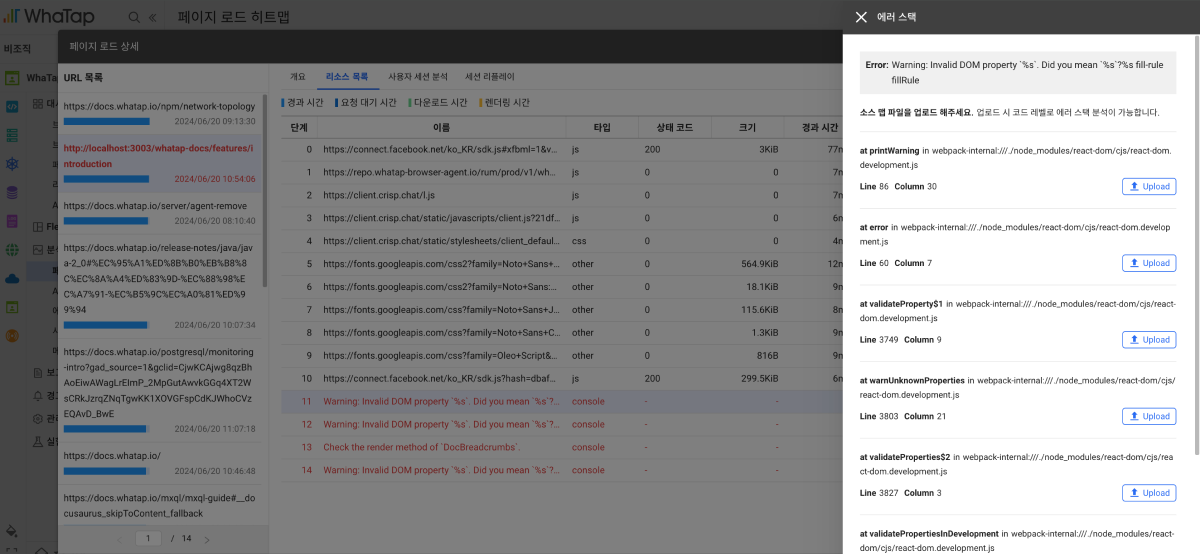 WhaTap
페이지 로드 히트맵
비조직
페이지 로드 상세
URL 목록
https://docs.whatap.io/npm/network-topology
2024/06/20 09:13:30
http://localhost:3003/whatap-docs/features/i
ntroduction
2024/06/20 10:54:06
https://docs.whatap.io/server/agent-remove
2024/06/20 08:10:40
https://docs.whatap.io/release-notes/java/jav
a-2_0#%EC%95%A1%ED%8B%B0%EB%B8%8
C%EC%8A%A4%ED%83%9D-%EC%88%98%E
C%A7%91-%EC%B5%9C%EC%A0%81%ED%9
9%94
2024/06/20 10:07:34
https://docs.whatap.io/postgresql/monitoring
-intro?gad_source=1&gclid=CjwKCAjwg8qzBh
AoEiwAWagLrEImP_2MpGutAwvkGGq4XT2W
sCRkJzrqZNqTgwKK1XOVGFspCdKJWhoCVz
EQAvD_BwE
2024/06/20 11:07:18
https://docs.whatap.io/
2024/06/20 10:46:48
https://docs.whatap.io/mxql/mxql-guide#__do
cusaurus_skipToContent_fallback
1 / 14
개요 리소스 목록 사용자 세션 분석 세션 리플레이
경과 시간 요청 대기 시간 다운로드 시간 렌더링 시간
단계 이름 타입 상태 코드 크기 경과 시간
0 https://connect.facebook.net/ko_KR/sdk.js#xfbml=1&v... js 200 3KiB 77m
1 https://repo.whatap-browser-agent.io/rum/prod/v1/wh... js 0 0 7m
2 https://client.crisp.chat/l.js js 0 0 7m
3 https://client.crisp.chat/static/javascripts/client.js?21df... js 0 0 6m
4 https://client.crisp.chat/static/stylesheets/client_defaul... css 0 0 4m
5 https://fonts.googleapis.com/css2?family=Noto+Sans+... other 0 564.9KiB 12m
6 https://fonts.googleapis.com/css2?family=Noto+Sans:... other 0 18.1KiB 9m
7 https://fonts.googleapis.com/css?family=Noto+Sans+J... other 0 115.6KiB 8m
8 https://fonts.googleapis.com/css?family=Noto+Sans+C... other 0 1.3KiB 9m
9 https://fonts.googleapis.com/css?family=Oleo+Script&... other 0 816B 9m
10 https://connect.facebook.net/ko_KR/sdk.js?hash=dbaf... js 200 299.5KiB 6m
11 Warning: Invalid DOM property `%s`. Did you mean `%s`?... console - -
12 Warning: Invalid DOM property `%s`. Did you mean `%s`?... console - -
13 Check the render method of `DocBreadcrumbs`. console - -
14 Warning: Invalid DOM property `%s`. Did you mean `%s`?... console - -
에러 스택
Error: Warning: Invalid DOM property `%s`. Did you mean `%s`?%s fill-rule
fillRule
소스 맵 파일을 업로드 해주세요. 업로드 시 코드 레벨로 에러 스택 분석이 가능합니다.
at printWarning in webpack-internal:///./node_modules/react-dom/cjs/react-dom.
development.js
Line 86 Column 30 Upload
at error in webpack-internal:///./node_modules/react-dom/cjs/react-dom.develop
ment.js
Line 60 Column 7 Upload
at validateProperty$1 in webpack-internal:///./node_modules/react-dom/cjs/react-
dom.development.js
Line 3749 Column 9 Upload
at warnUnknownProperties in webpack-internal:///./node_modules/react-dom/cjs/
react-dom.development.js
Line 3803 Column 21 Upload
at validateProperties$2 in webpack-internal:///./node_modules/react-dom/cjs/rea
ct-dom.development.js
Line 3827 Column 3 Upload
at validatePropertiesInDevelopment in webpack-internal:///./node_modules/react-
dom/cjs/react-dom.development.js